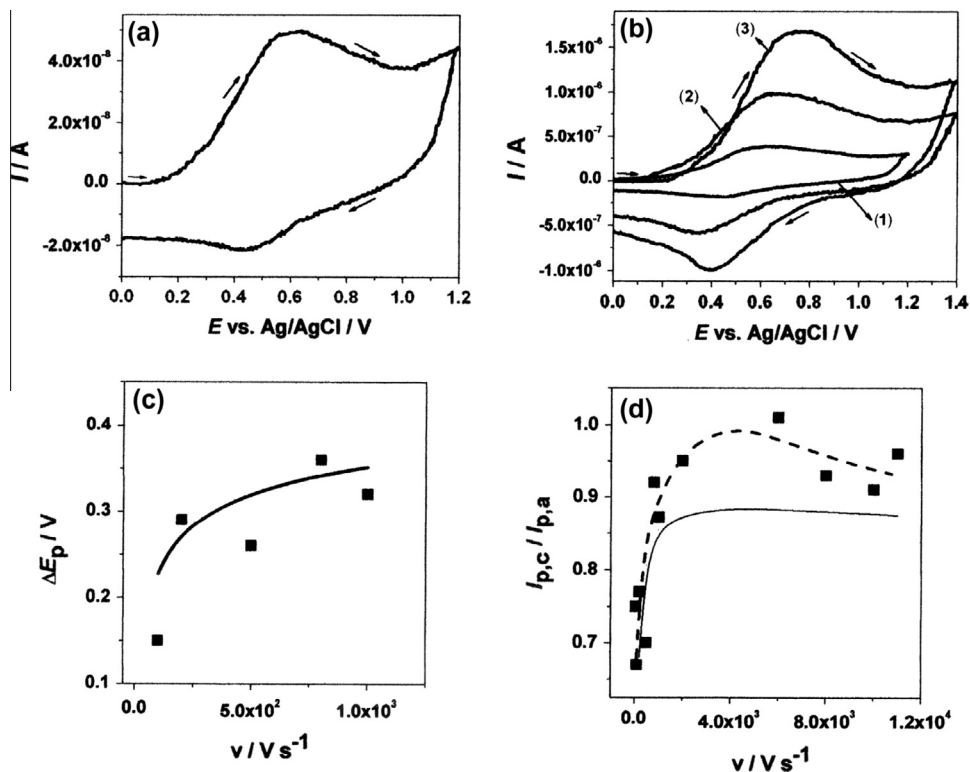 (a)
4.0x10⁻⁸
2.0x10⁻⁸
0.0
-2.0x10⁻⁸
I / A
0.0 0.2 0.4 0.6 0.8 1.0 1.2
E vs. Ag/AgCl / V
(b)
(3)
(2)
(1)
1.5x10⁻⁶
1.0x10⁻⁶
5.0x10⁻⁷
0.0
-5.0x10⁻⁷
-1.0x10⁻⁶
I / A
0.0 0.2 0.4 0.6 0.8 1.0 1.2 1.4
E vs. Ag/AgCl / V
(c)
0.4
0.3
0.2
0.1
ΔEp / V
0.0 5.0x10² 1.0x10³
v / V s⁻¹
(d)
1.0
0.9
0.8
0.7
Ip,c / Ip,a
0.0 4.0x10³ 8.0x10³ 1.2x10⁴
v / V s⁻¹